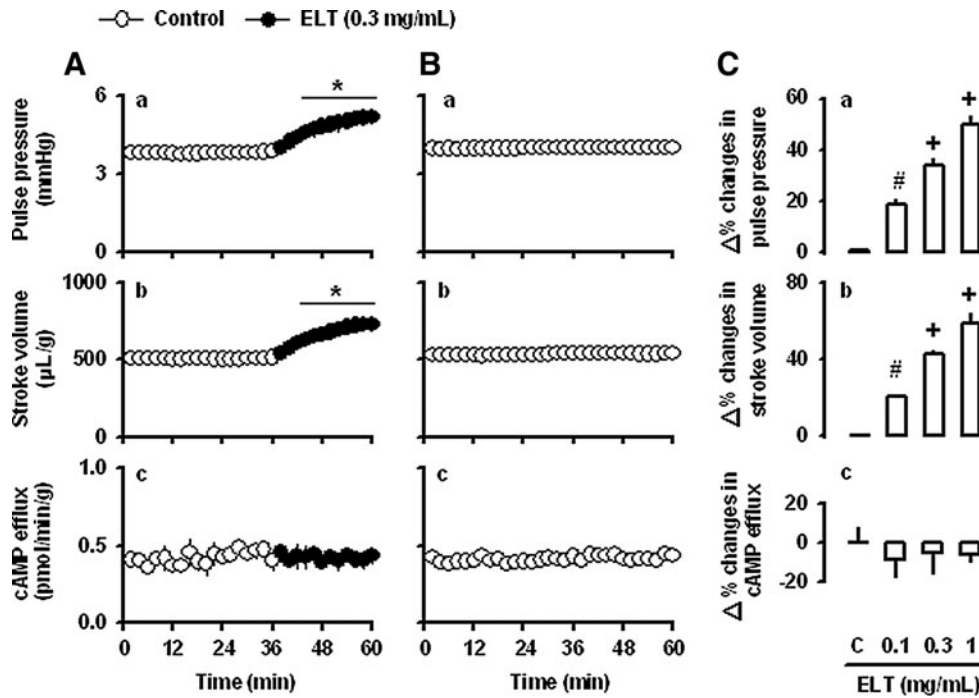 Control ELT (0.3 mg/mL)
A B C
a a a
* # + +
Pulse pressure
(mmHg)
6
3
0
Δ% changes in
pulse pressure
60
40
20
0
b b b
* # + +
Stroke volume
(µL/g)
1000
500
0
Δ% changes in
stroke volume
80
40
0
c c c
cAMP efflux
(pmol/min/g)
1.0
0.5
0.0
Δ% changes in
cAMP efflux
20
0
-20
0 12 24 36 48 60 0 12 24 36 48 60 C 0.1 0.3 1
Time (min) Time (min) ELT (mg/mL)